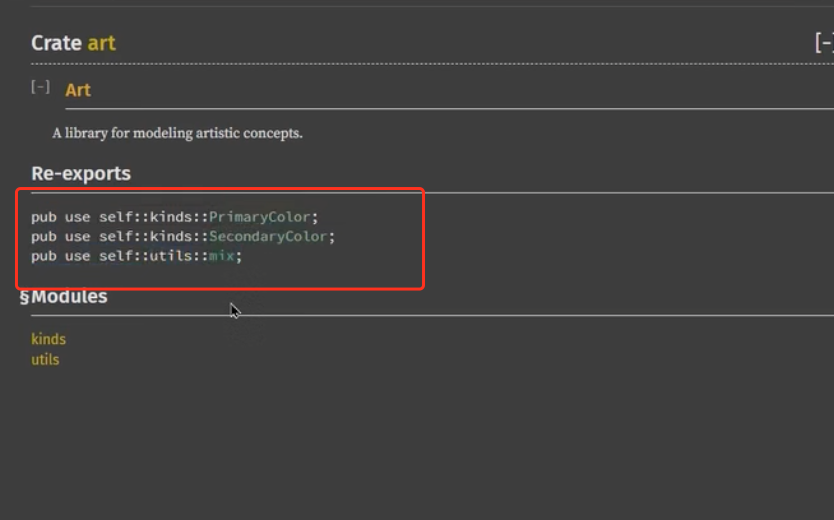 Crate art
[-]
[-] Art
A library for modeling artistic concepts.
Re-exports
pub use self::kinds::PrimaryColor;
pub use self::kinds::SecondaryColor;
pub use self::utils::mix;
§Modules
kinds
utils